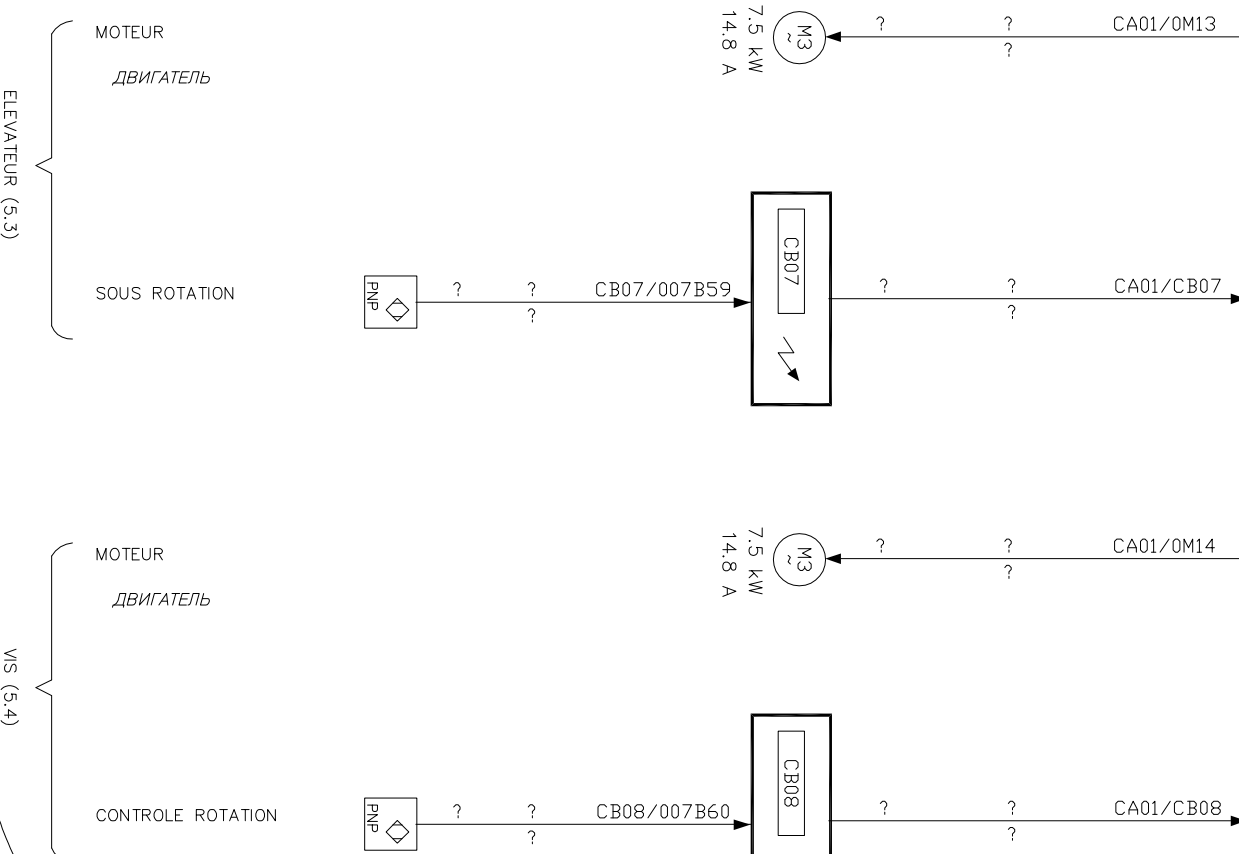 MOTEUR
ДВИГАТЕЛЬ
ELEVATEUR (5.3)
SOUS ROTATION
7.5 kW
14.8 A
M3
~
?
?
CA01/0M13
?
PNP
?
?
CB07/007B59
?
CB07
?
?
CA01/CB07
?
MOTEUR
ДВИГАТЕЛЬ
VIS (5.4)
CONTROLE ROTATION
7.5 kW
14.8 A
M3
~
?
?
CA01/0M14
?
PNP
?
?
CB08/007B60
?
CB08
?
?
CA01/CB08
?